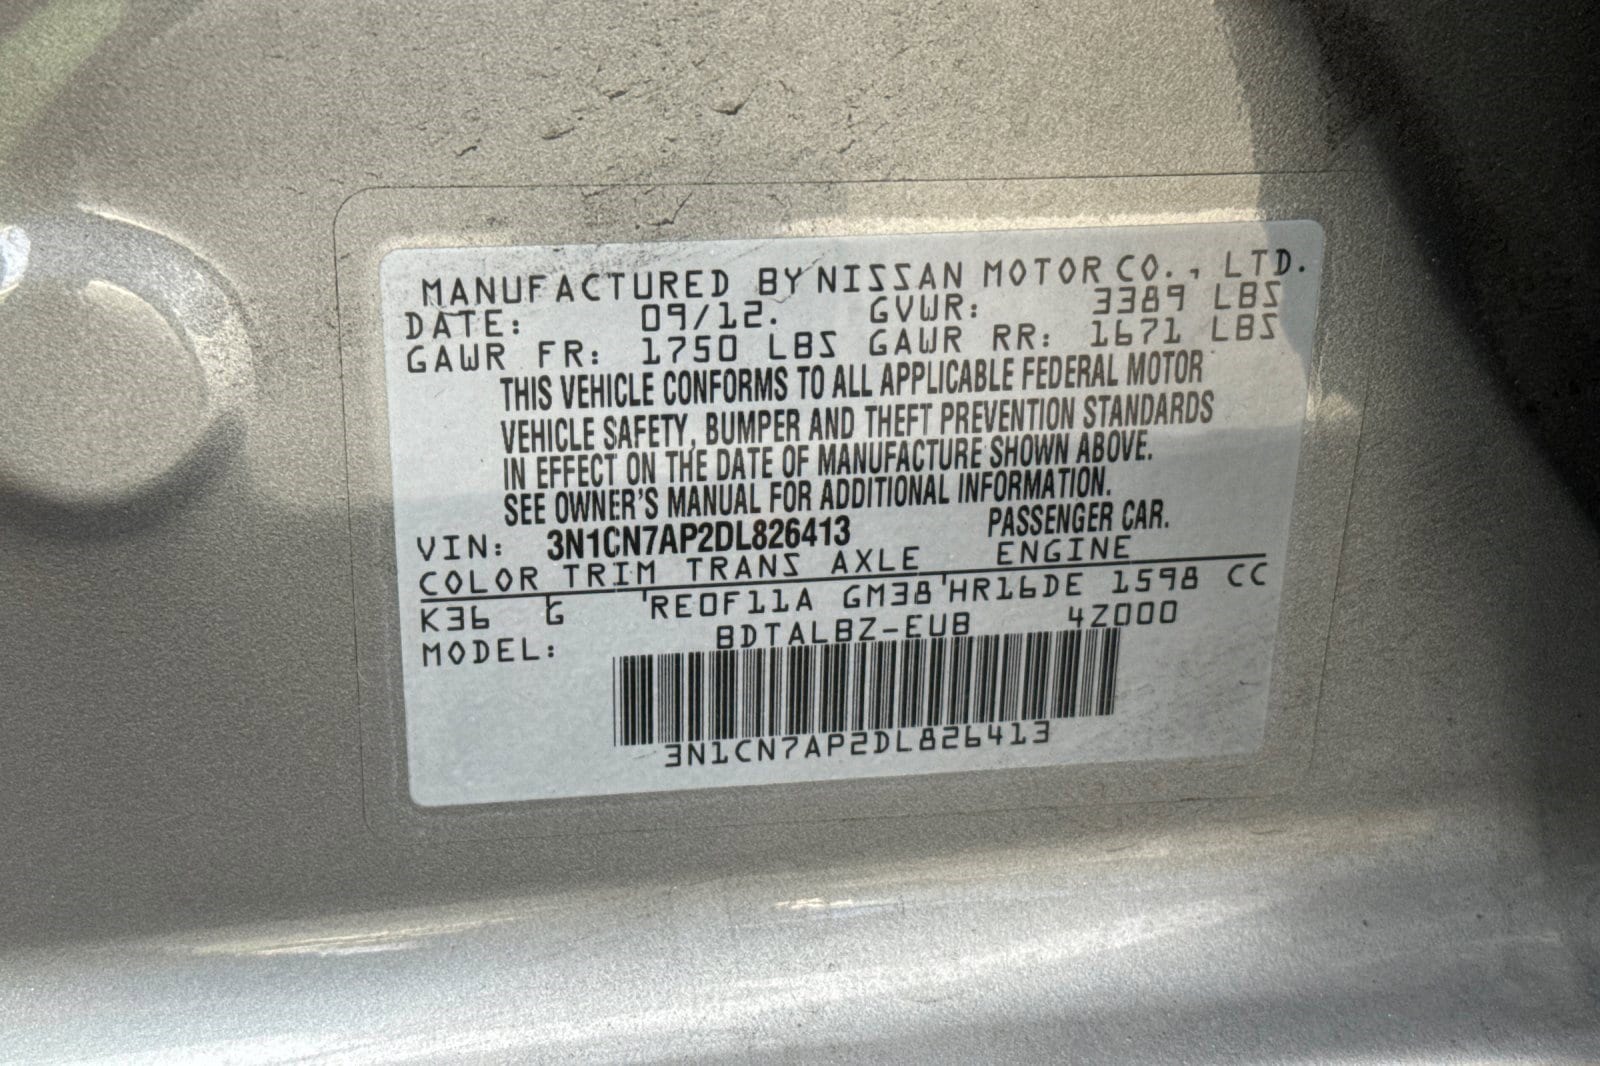 MANUFACTURED BY NISSAN MOTOR CO., LTD.
DATE: 09/12. GVWR: 3389 LBS
GAWR FR: 1750 LBS GAWR RR: 1671 LBS
THIS VEHICLE CONFORMS TO ALL APPLICABLE FEDERAL MOTOR
VEHICLE SAFETY, BUMPER AND THEFT PREVENTION STANDARDS
IN EFFECT ON THE DATE OF MANUFACTURE SHOWN ABOVE.
SEE OWNER'S MANUAL FOR ADDITIONAL INFORMATION.
VIN: 3N1CN7AP2DL826413 PASSENGER CAR.
COLOR TRIM TRANS AXLE ENGINE
K36 G 'RE0F11A GM38'HR16DE 1598 CC
MODEL: BDTALBZ-EUB 4Z000
3N1CN7AP2DL826413